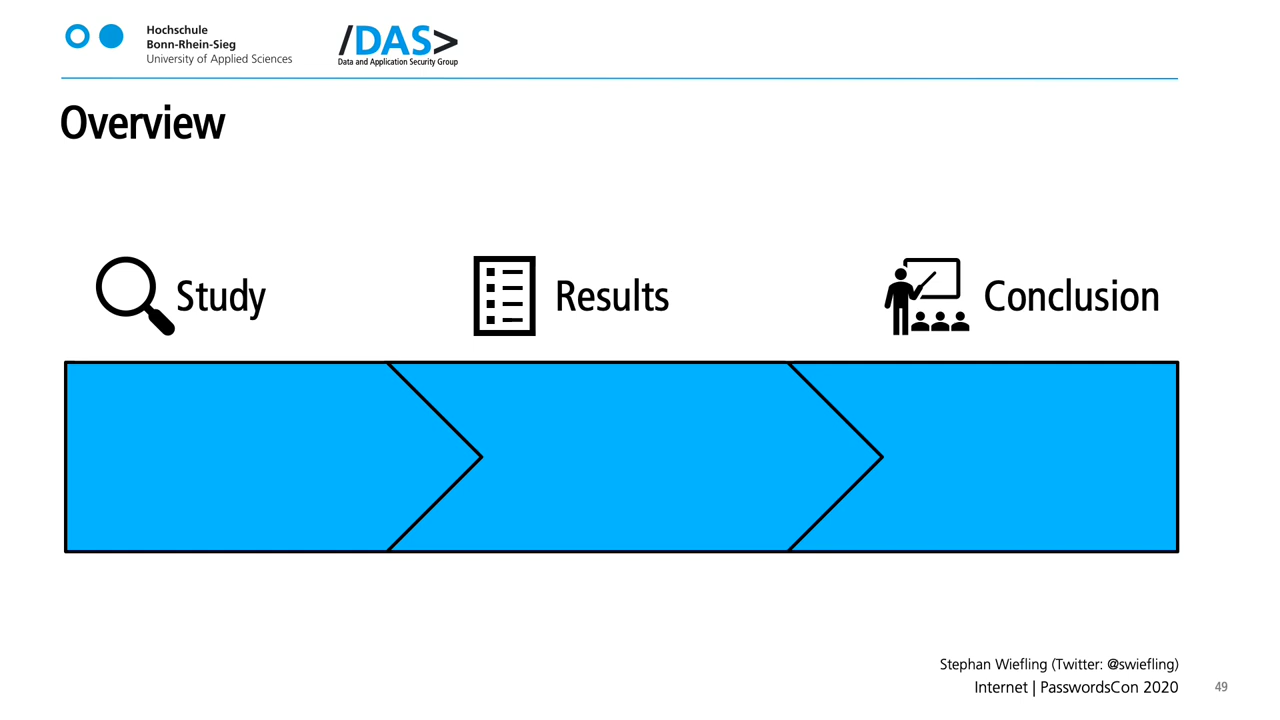 Hochschule
Bonn-Rhein-Sieg
University of Applied Sciences
/DAS>
Data and Application Security Group
Overview
Study
Results
Conclusion
Stephan Wiefling (Twitter: @swiefling)
Internet | PasswordsCon 2020
49